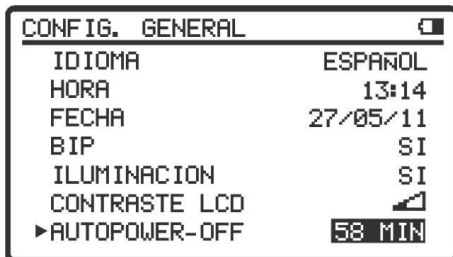 CONFIG. GENERAL
IDIOMA ESPAÑOL
HORA 13:14
FECHA 27/05/11
BIP SI
ILUMINACION SI
CONTRASTE LCD
▶AUTOPOWER-OFF 58 MIN